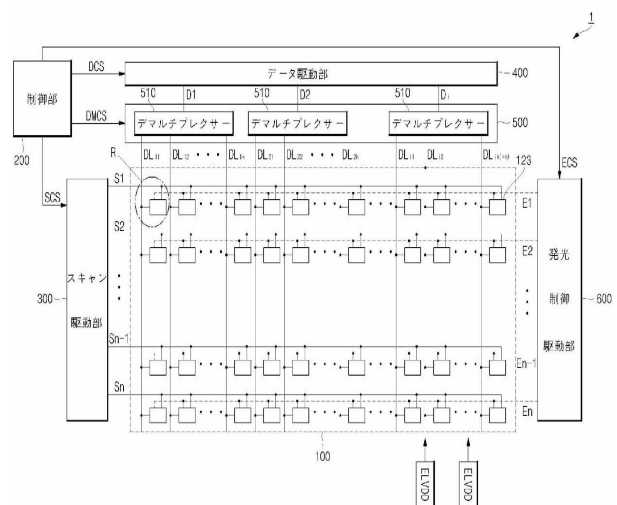 1
DCS
データ駆動部
400
制御部
510
D1
510
D2
510
Di
DMCS
デマルチプレクサー
デマルチプレクサー
デマルチプレクサー
500
200
R
DL11
DL12
DL1k
DL21
DL22
DL2k
DLi1
DLi2
123
ECS
SCS
S1
E1
S2
E2
スキャン
駆動部
300
発光
制御
駆動部
600
Sn-1
En-1
Sn
En
100
ELVDD
ELVDD